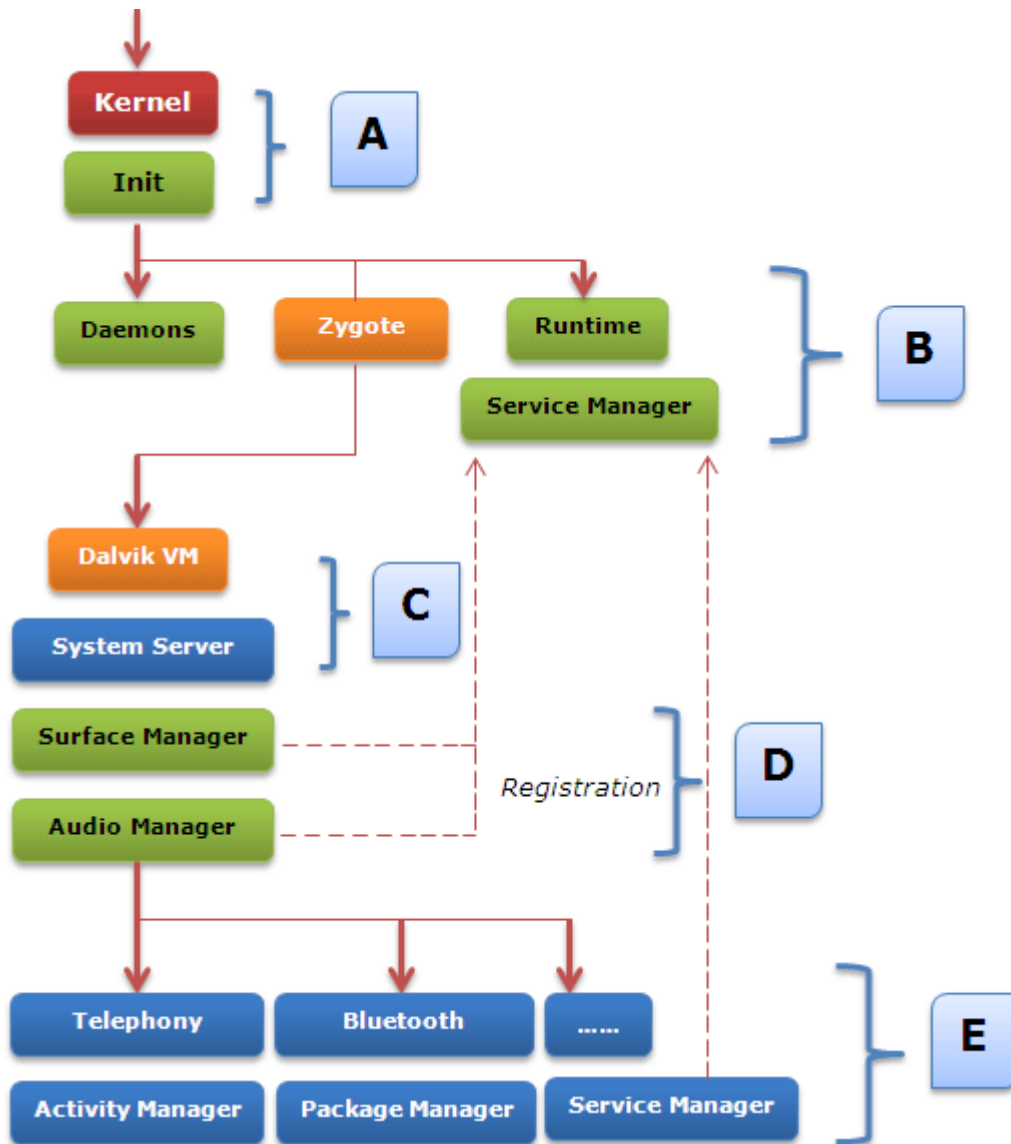 Kernel
A
Init
Daemons
Zygote
Runtime
B
Service Manager
Dalvik VM
C
System Server
Surface Manager
D
Registration
Audio Manager
Telephony
Bluetooth
......
E
Activity Manager
Package Manager
Service Manager